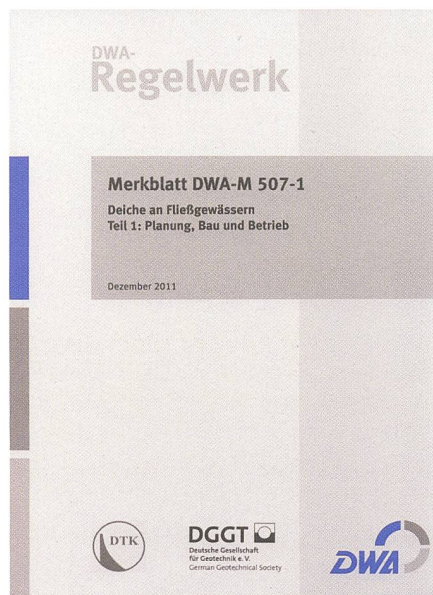 DWA-
Regelwerk
Merkblatt DWA-M 507-1
Deiche an Fließgewässern
Teil 1: Planung, Bau und Betrieb
Dezember 2011
DTK
DGGT
Deutsche Gesellschaft
für Geotechnik e. V.
German Geotechnical Society
DWA